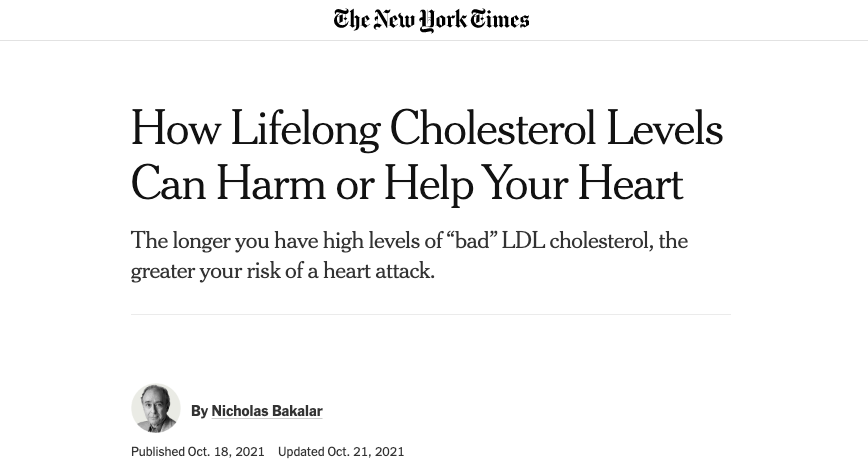 The New York Times
How Lifelong Cholesterol Levels
Can Harm or Help Your Heart
The longer you have high levels of “bad” LDL cholesterol, the
greater your risk of a heart attack.
By Nicholas Bakalar
Published Oct. 18, 2021 Updated Oct. 21, 2021